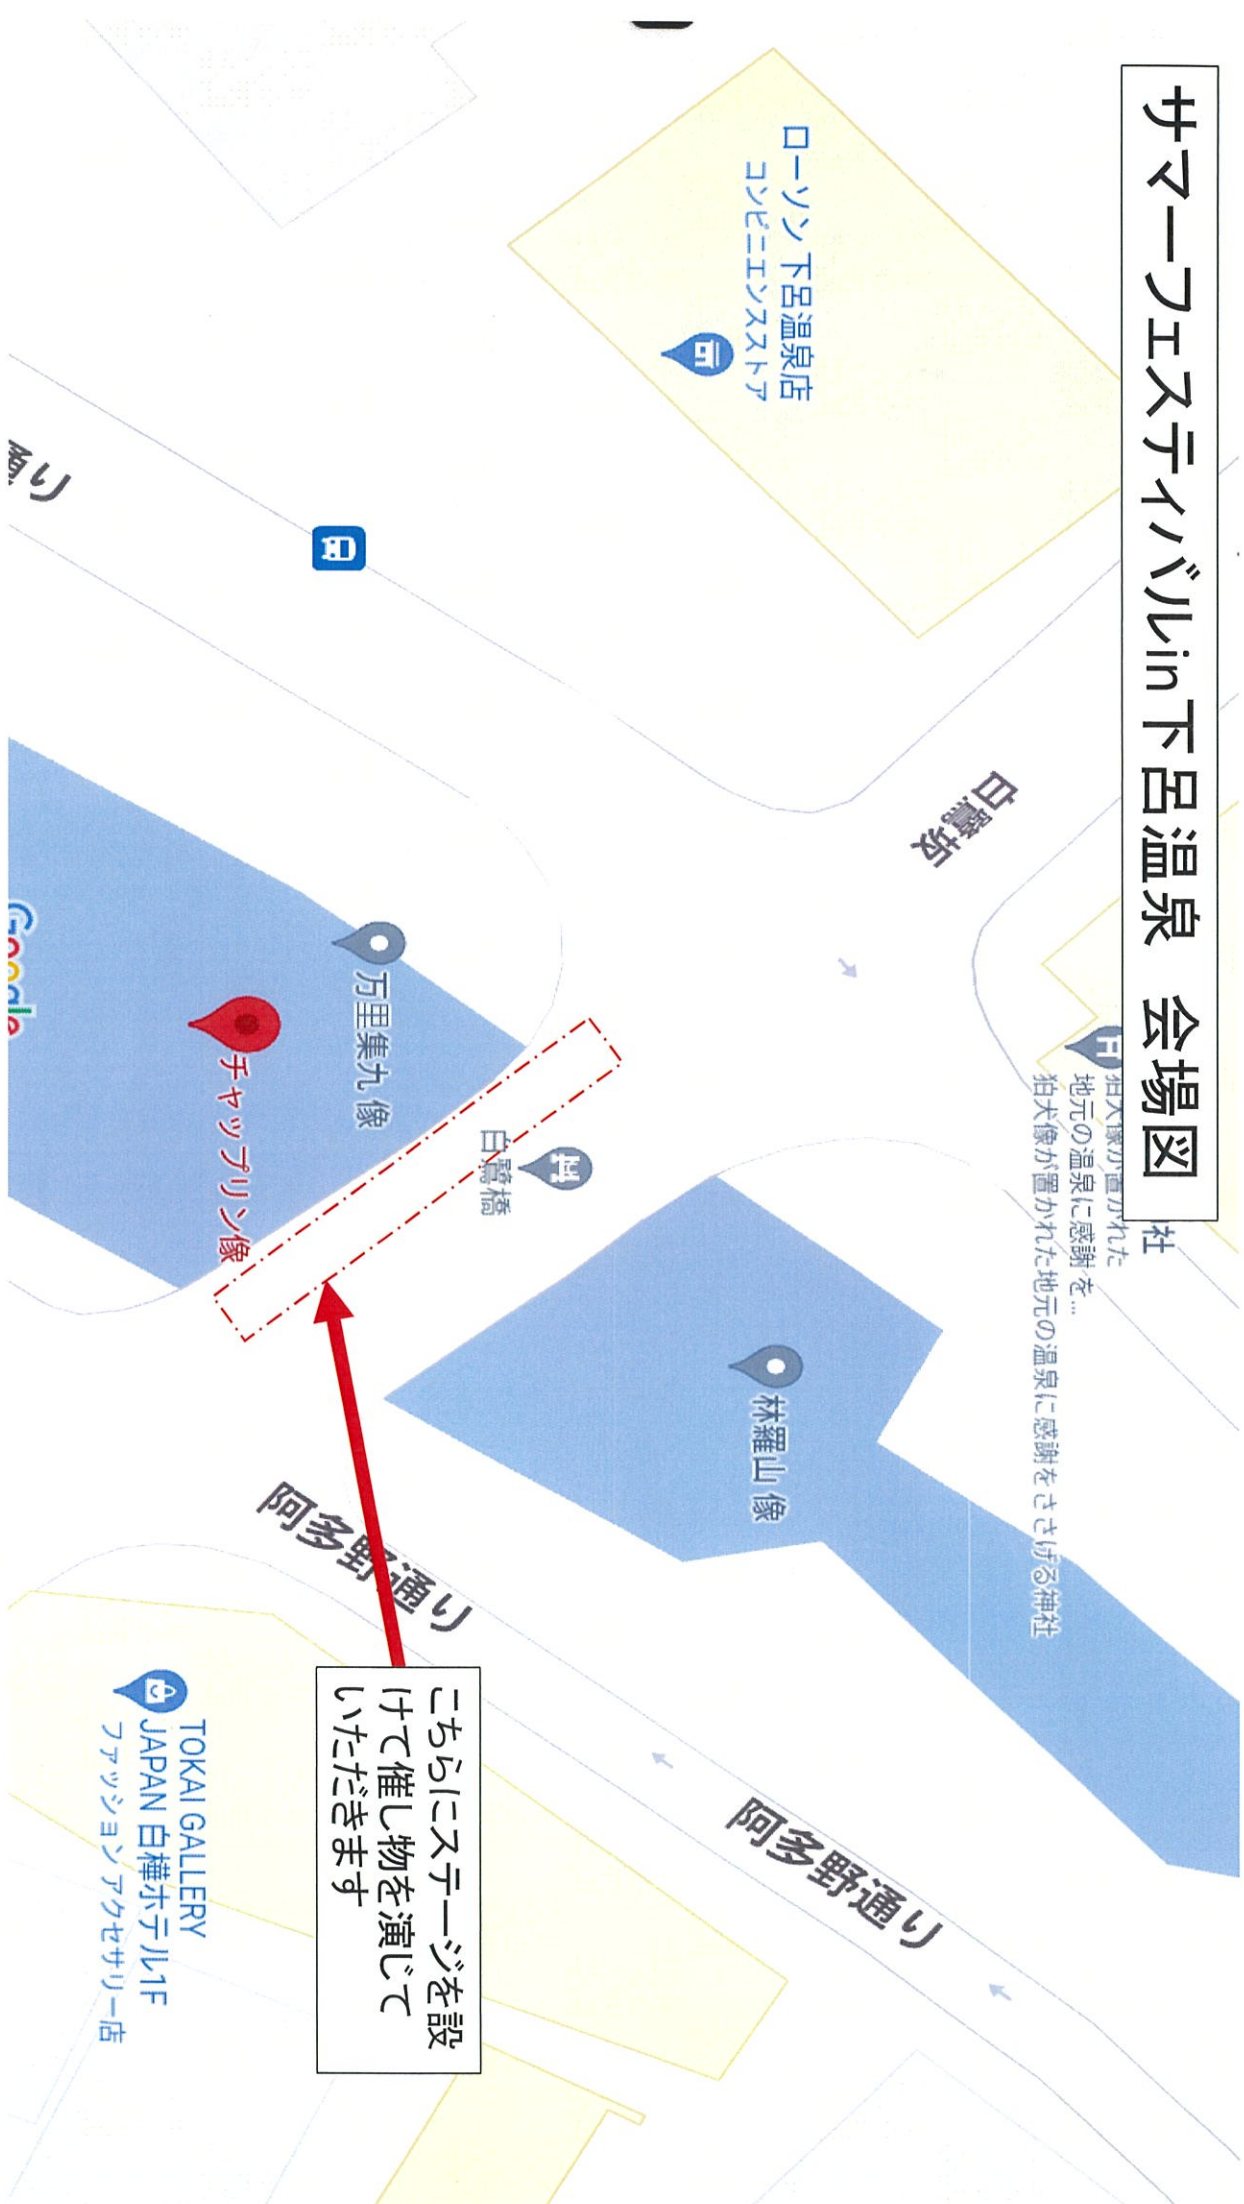 サマーフェスティバルin下呂温泉　会場図
社
狛犬像が置かれた
地元の温泉に感謝を...
狛犬像が置かれた地元の温泉に感謝をささげる神社
ローソン 下呂温泉店
コンビニエンスストア
白鷺坂
通り
白鷺橋
万里集九 像
チャップリン像
林羅山 像
阿多野通り
阿多野通り
こちらにステージを設
けて催し物を演じて
いただきます
TOKAI GALLERY
JAPAN 白樺ホテル1F
ファッション アクセサリー店
Google